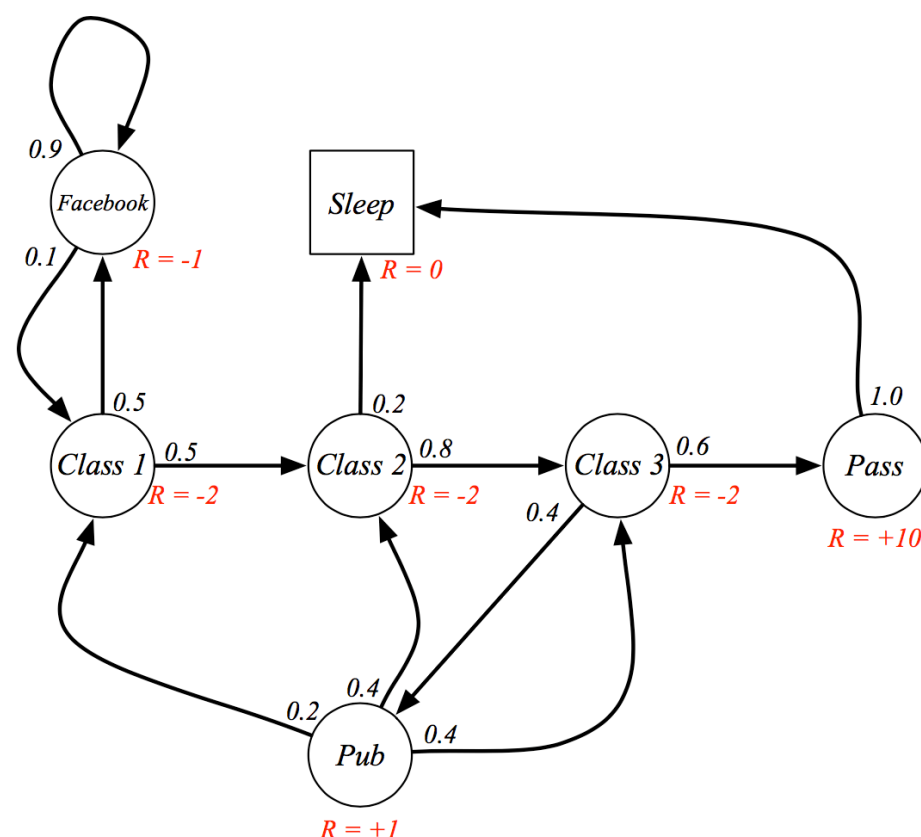 0.9
Facebook
Sleep
0.1
R = -1
R = 0
0.5
0.2
1.0
Class 1
0.5
Class 2
0.8
Class 3
0.6
Pass
R = -2
R = -2
R = -2
0.4
R = +10
0.2
0.4
0.4
Pub
R = +1